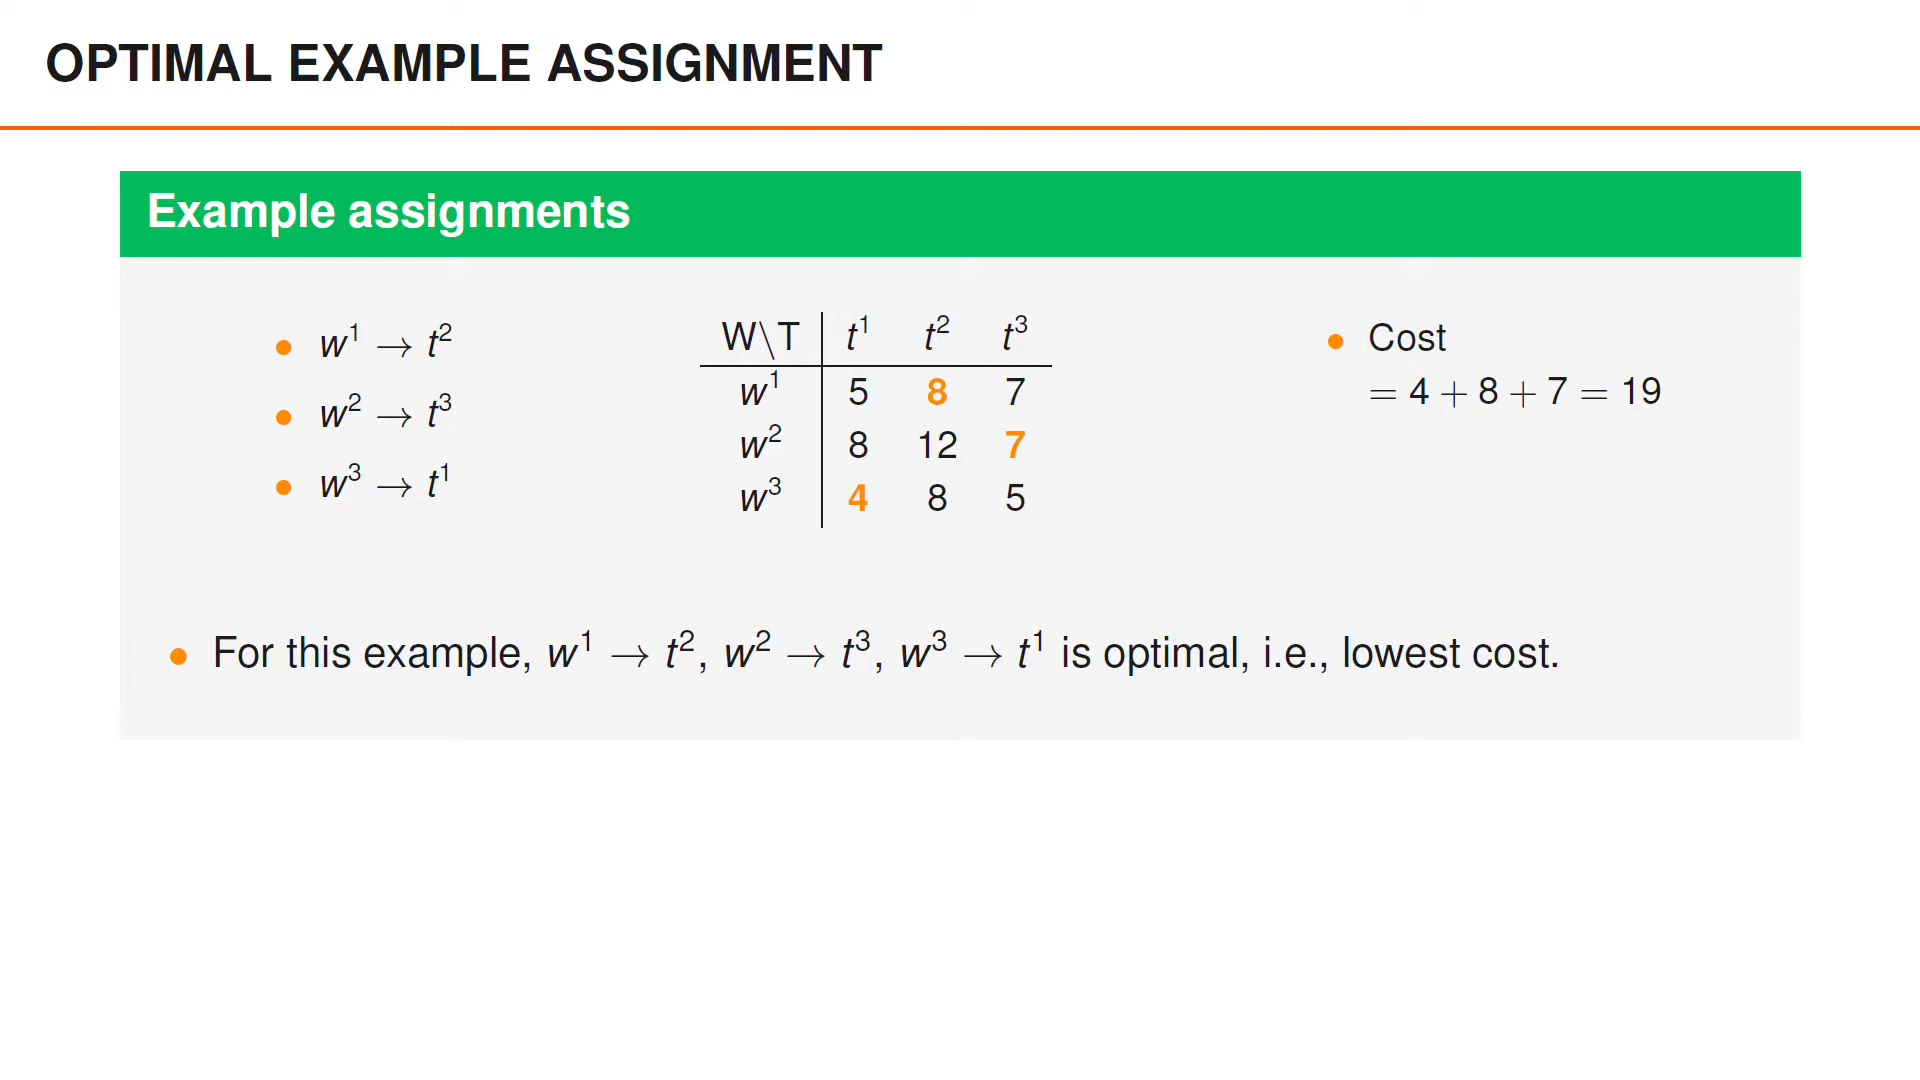 OPTIMAL EXAMPLE ASSIGNMENT
Example assignments
• w¹ → t²
• w² → t³
• w³ → t¹
W\T t¹ t² t³
w¹ 5 8 7
w² 8 12 7
w³ 4 8 5
• Cost
= 4 + 8 + 7 = 19
• For this example, w¹ → t², w² → t³, w³ → t¹ is optimal, i.e., lowest cost.